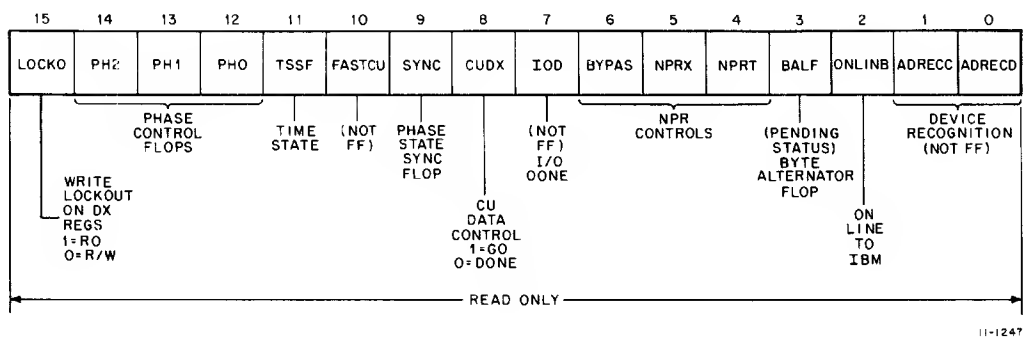 15 14 13 12 11 10 9 8 7 6 5 4 3 2 1 0
LOCKO PH2 PH1 PH0 TSSF FASTCU SYNC CUDX IOD BYPAS NPRX NPRT BALF ONLINB ADRECC ADRECD
WRITE
LOCKOUT
ON DX
REGS
1=RO
0=R/W
PHASE
CONTROL
FLOPS
TIME
STATE
(NOT
FF)
PHASE
STATE
SYNC
FLOP
CU
DATA
CONTROL
1=GO
0=DONE
(NOT
FF)
I/O
DONE
NPR
CONTROLS
(PENDING
STATUS)
BYTE
ALTERNATOR
FLOP
ON
LINE
TO
IBM
DEVICE
RECOGNITION
(NOT FF)
READ ONLY
11-1247